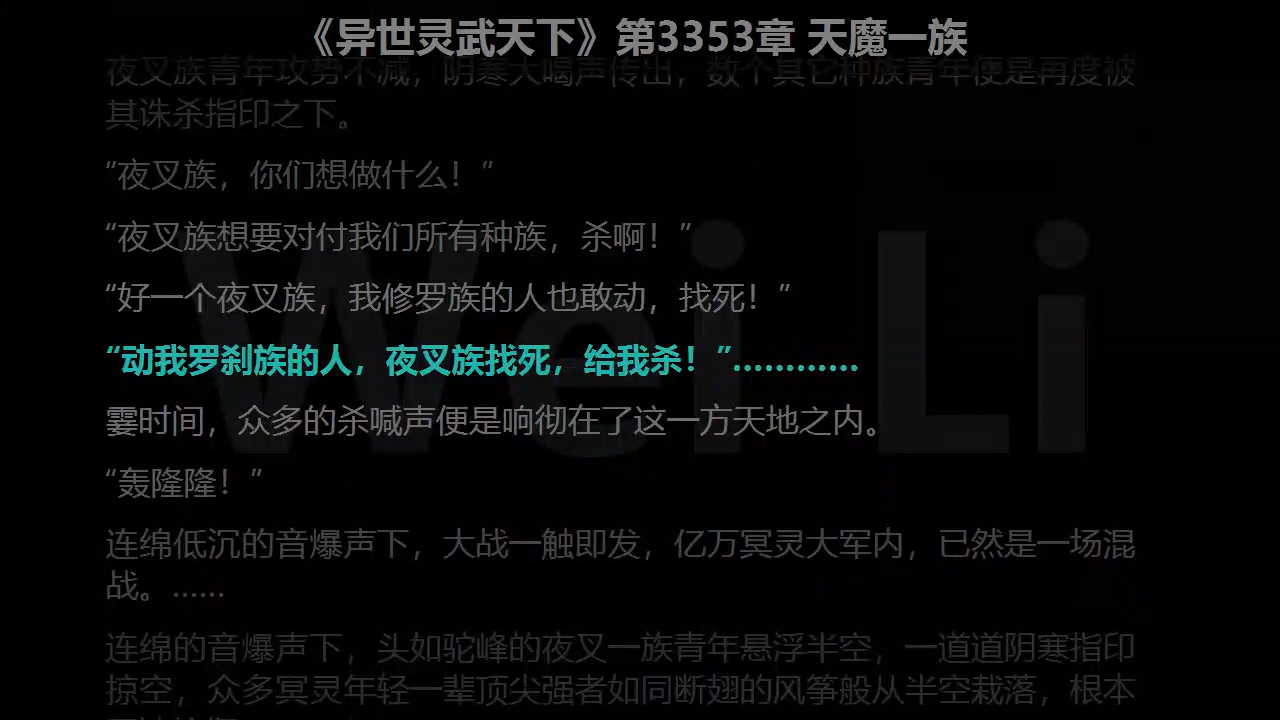 《异世灵武天下》第3353章 天魔一族
夜叉族青年攻势不减，阴寒大喝声传出，数个其它种族青年便是再度被
其诛杀指印之下。
“夜叉族，你们想做什么！”
“夜叉族想要对付我们所有种族，杀啊！”
“好一个夜叉族，我修罗族的人也敢动，找死！”
“动我罗刹族的人，夜叉族找死，给我杀！”…………
霎时间，众多的杀喊声便是响彻在了这一方天地之内。
“轰隆隆！”
连绵低沉的音爆声下，大战一触即发，亿万冥灵大军内，已然是一场混
战。……
连绵的音爆声下，头如驼峰的夜叉一族青年悬浮半空，一道道阴寒指印
掠空，众多冥灵年轻一辈顶尖强者如同断翅的风筝般从半空栽落，根本
Wei Li